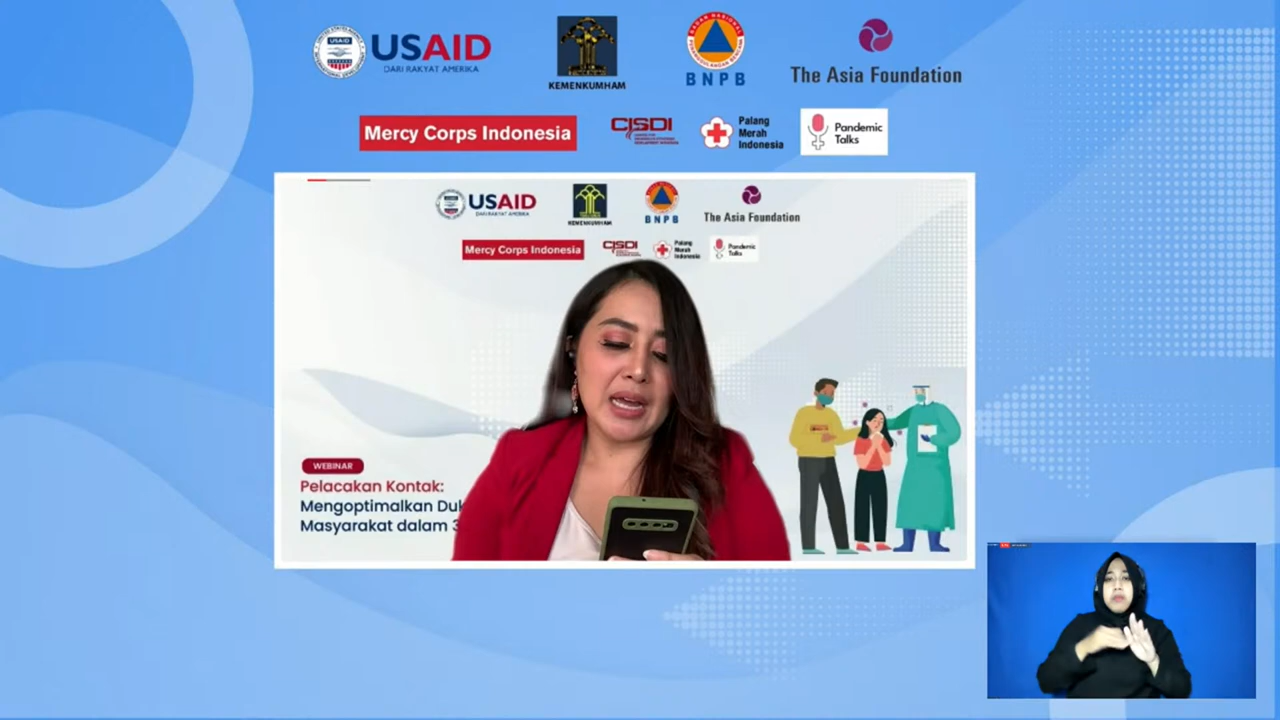 USAID
DARI RAKYAT AMERIKA
KEMENKUMHAM
BNPB
The Asia Foundation
Mercy Corps Indonesia
CISDI
Palang
Merah
Indonesia
Pandemic
Talks
USAID
DARI RAKYAT AMERIKA
KEMENKUMHAM
BNPB
The Asia Foundation
Mercy Corps Indonesia
CISDI
Palang
Merah
Indonesia
Pandemic
Talks
WEBINAR
Pelacakan Kontak:
Mengoptimalkan Duk
Masyarakat dalam 3